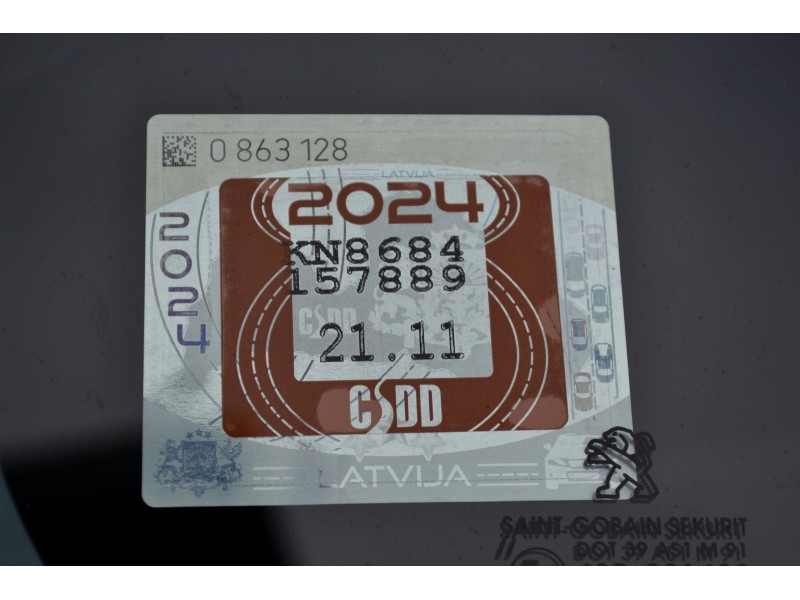 0 863 128
LATVIJA
2024
2024
KN8684
157889
CSDD
21.11
CSDD
LATVIJA
SAINT-GOBAIN SEKURIT
DOT 39 AS1 M 91